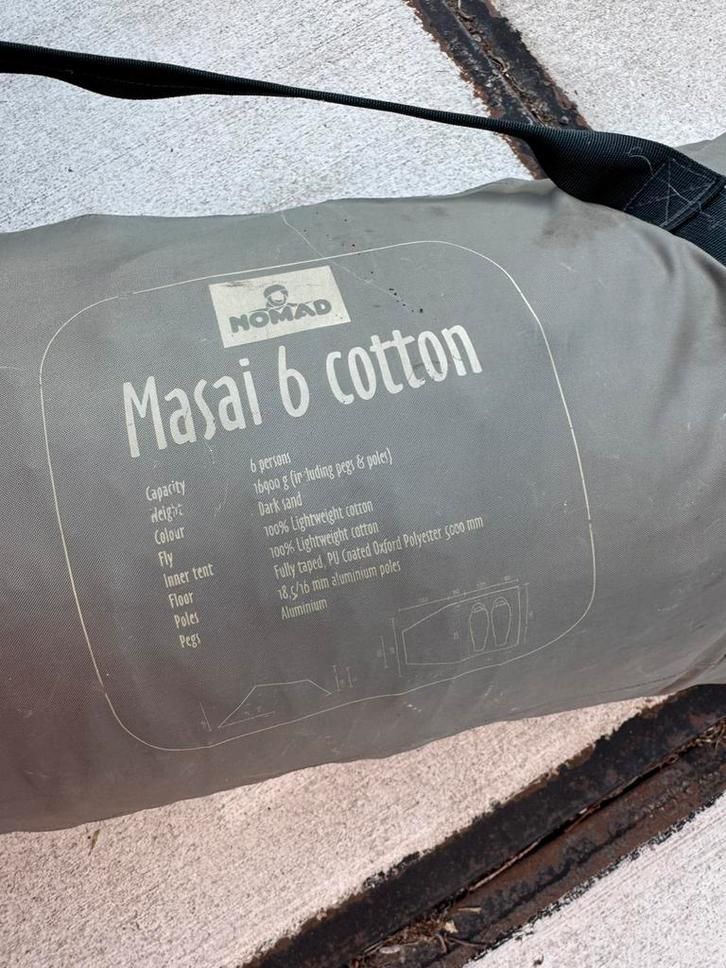 NOMAD
Masai 6 cotton
Capacity 6 persons
Weight 16900 g (including pegs & poles)
Colour Dark sand
Fly 100% Lightweight cotton
Inner tent 100% Lightweight cotton
Floor Fully taped, PU Coated Oxford Polyester 5000 mm
Poles 18,5/16 mm aluminium poles
Pegs Aluminium